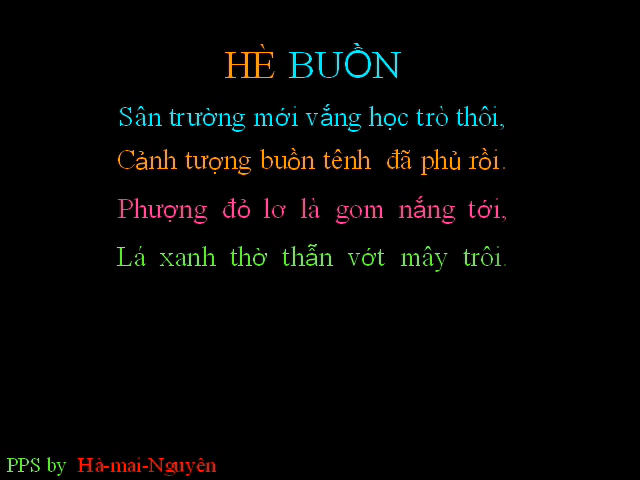 HÈ BUỒN
Sân trường mới vắng học trò thôi,
Cảnh tượng buồn tênh đã phủ rồi.
Phượng đỏ lơ là gom nắng tới,
Lá xanh thờ thẫn vớt mây trôi.
PPS by Hà-mai-Nguyên